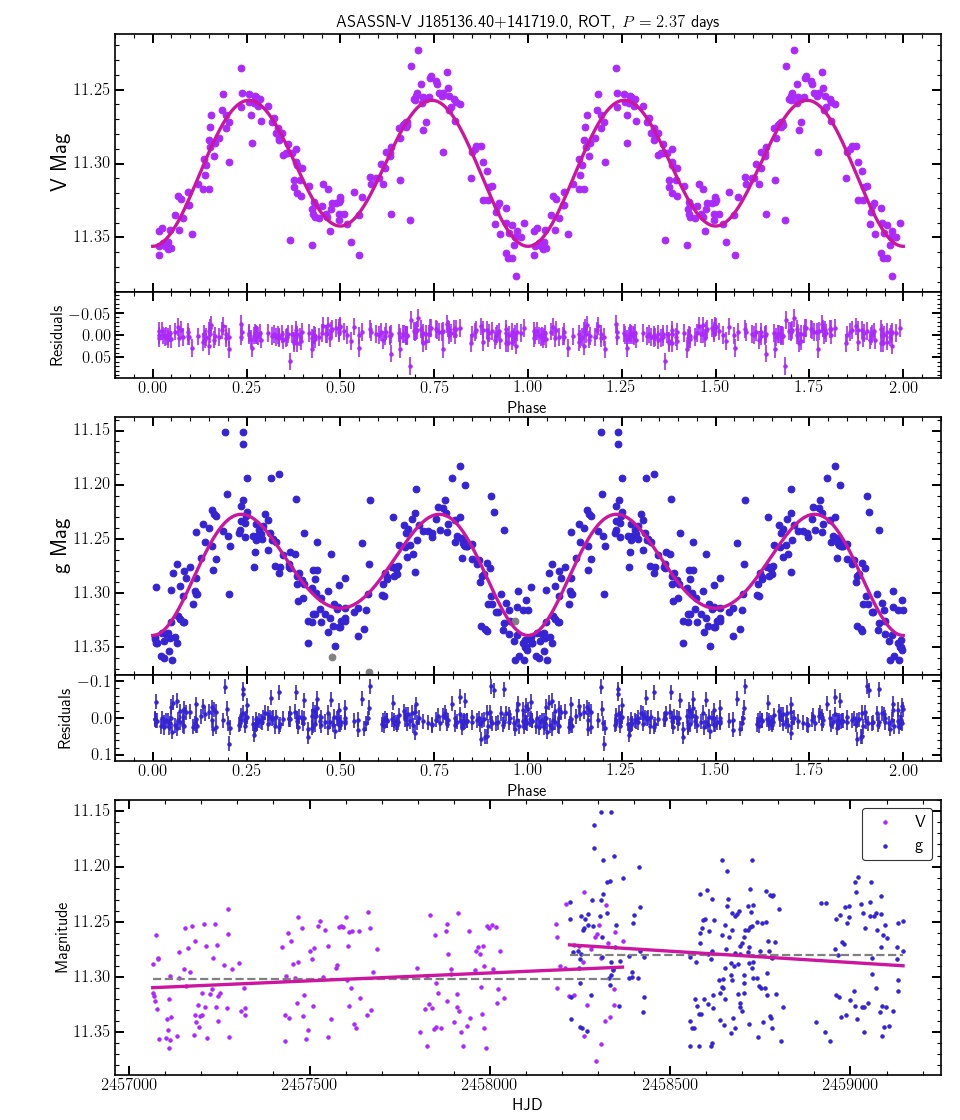 ASASSN-V J185136.40+141719.0, ROT, P = 2.37 days
11.25
11.30
11.35
V Mag
−0.05
0.00
0.05
Residuals
0.00 0.25 0.50 0.75 1.00 1.25 1.50 1.75 2.00
Phase
11.15
11.20
11.25
11.30
11.35
g Mag
−0.1
0.0
0.1
Residuals
0.00 0.25 0.50 0.75 1.00 1.25 1.50 1.75 2.00
Phase
11.15
11.20
11.25
11.30
11.35
Magnitude
V
g
2457000 2457500 2458000 2458500 2459000
HJD